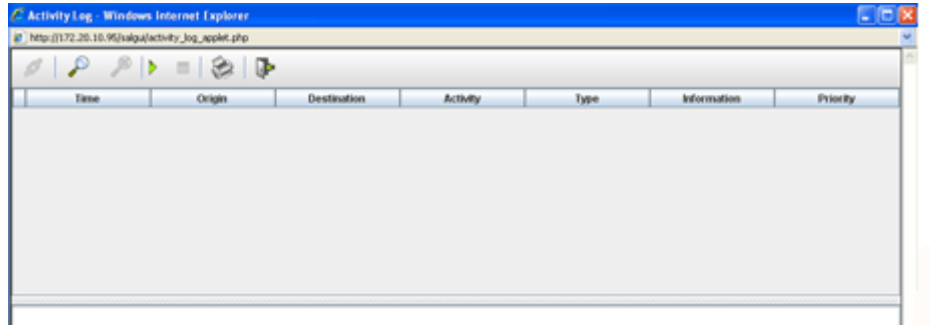 Activity Log - Windows Internet Explorer
http://172.20.10.95/salgui/activity_log_applet.php
Time Origin Destination Activity Type Information Priority